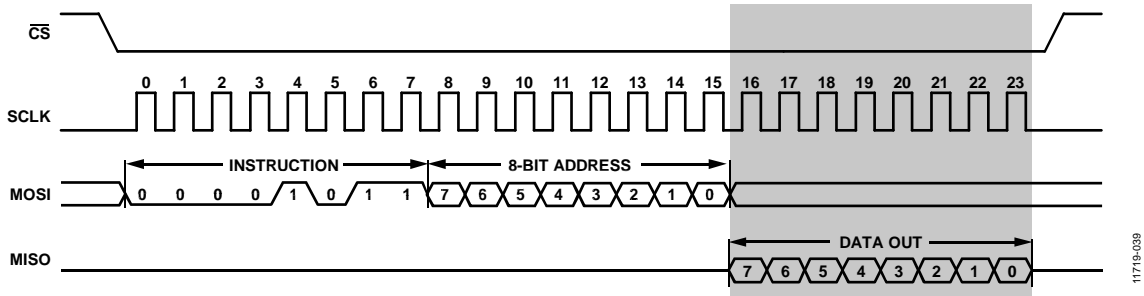 CS
0 1 2 3 4 5 6 7 8 9 10 11 12 13 14 15 16 17 18 19 20 21 22 23
SCLK
INSTRUCTION 8-BIT ADDRESS
MOSI 0 0 0 0 1 0 1 1 7 6 5 4 3 2 1 0
DATA OUT
MISO 7 6 5 4 3 2 1 0
11719-039